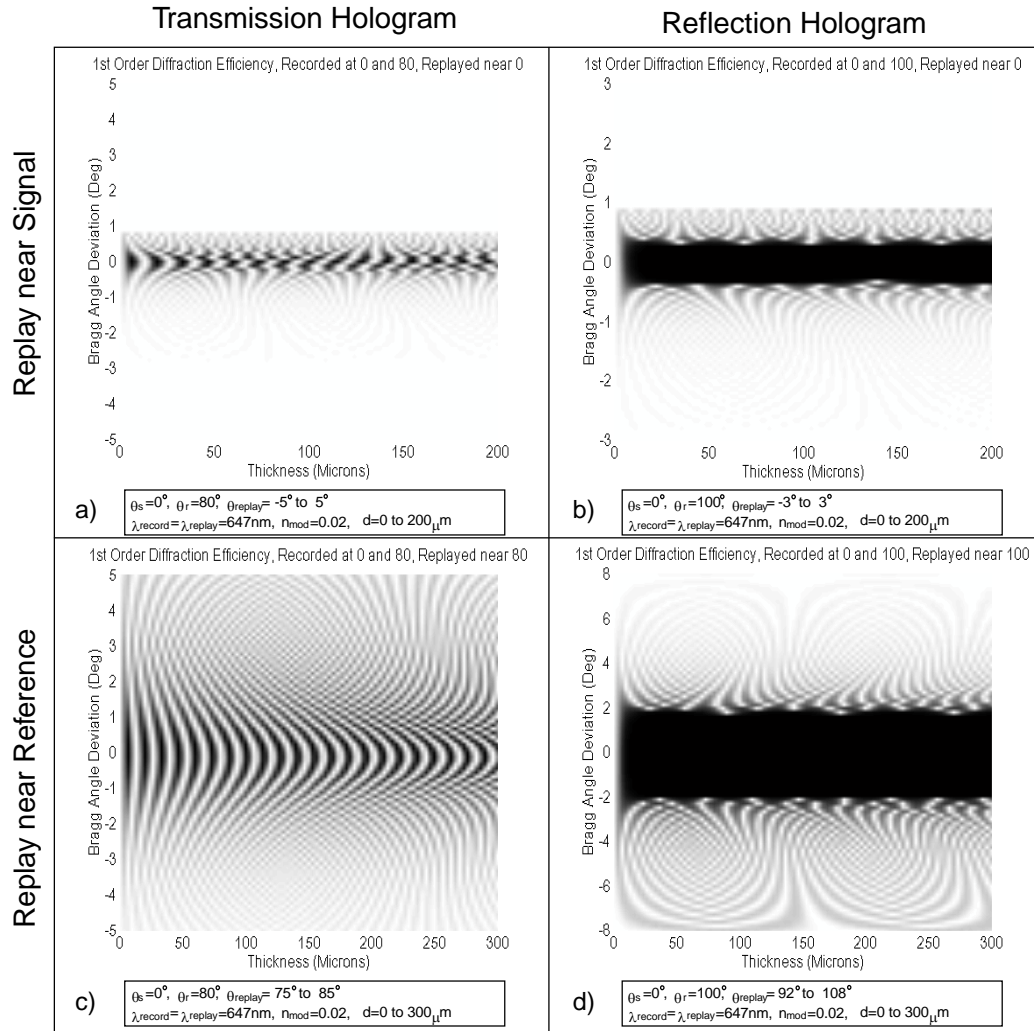 Transmission Hologram
Reflection Hologram
Replay near Signal
1st Order Diffraction Efficiency, Recorded at 0 and 80, Replayed near 0
5
4
3
2
1
0
-1
-2
-3
-4
-5
Bragg Angle Deviation (Deg)
0 50 100 150 200
Thickness (Microns)
a)
θs=0°, θr=80°, θreplay= -5° to 5°
λrecord=λreplay=647nm, nmod=0.02, d=0 to 200μm
1st Order Diffraction Efficiency, Recorded at 0 and 100, Replayed near 0
3
2
1
0
-1
-2
-3
Bragg Angle Deviation (Deg)
0 50 100 150 200
Thickness (Microns)
b)
θs=0°, θr=100°, θreplay= -3° to 3°
λrecord=λreplay=647nm, nmod=0.02, d=0 to 200μm
Replay near Reference
1st Order Diffraction Efficiency, Recorded at 0 and 80, Replayed near 80
5
4
3
2
1
0
-1
-2
-3
-4
-5
Bragg Angle Deviation (Deg)
0 50 100 150 200 250 300
Thickness (Microns)
c)
θs=0°, θr=80°, θreplay= 75° to 85°
λrecord=λreplay=647nm, nmod=0.02, d=0 to 300μm
1st Order Diffraction Efficiency, Recorded at 0 and 100, Replayed near 100
8
6
4
2
0
-2
-4
-6
-8
Bragg Angle Deviation (Deg)
0 50 100 150 200 250 300
Thickness (Microns)
d)
θs=0°, θr=100°, θreplay= 92° to 108°
λrecord=λreplay=647nm, nmod=0.02, d=0 to 300μm